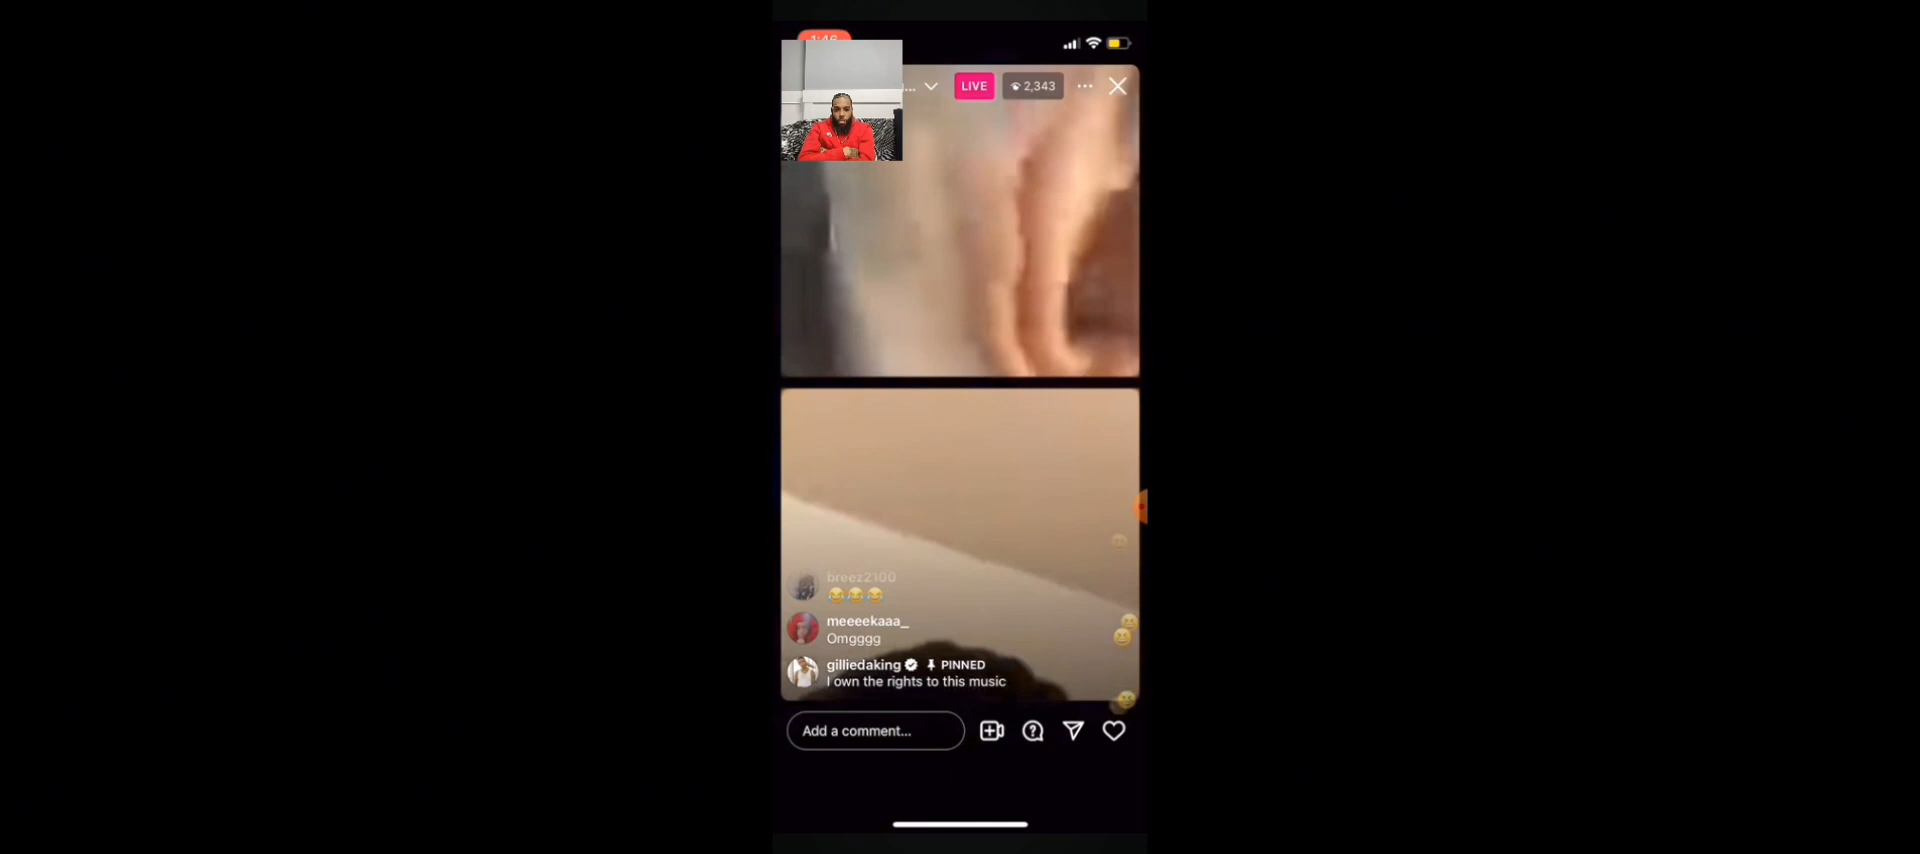 LIVE
2,343
breez2100
😂😂😂
meeeekaaa_
Omgggg
gilliedaking PINNED
I own the rights to this music
Add a comment...